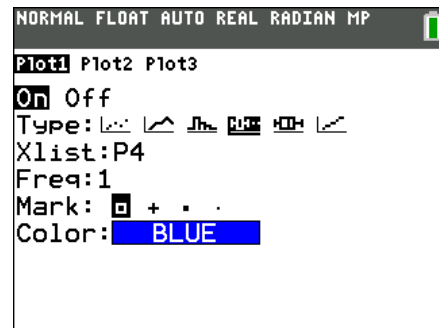 NORMAL FLOAT AUTO REAL RADIAN MP
Plot1 Plot2 Plot3
On Off
Type:
Xlist:P4
Freq:1
Mark: + .
Color: BLUE